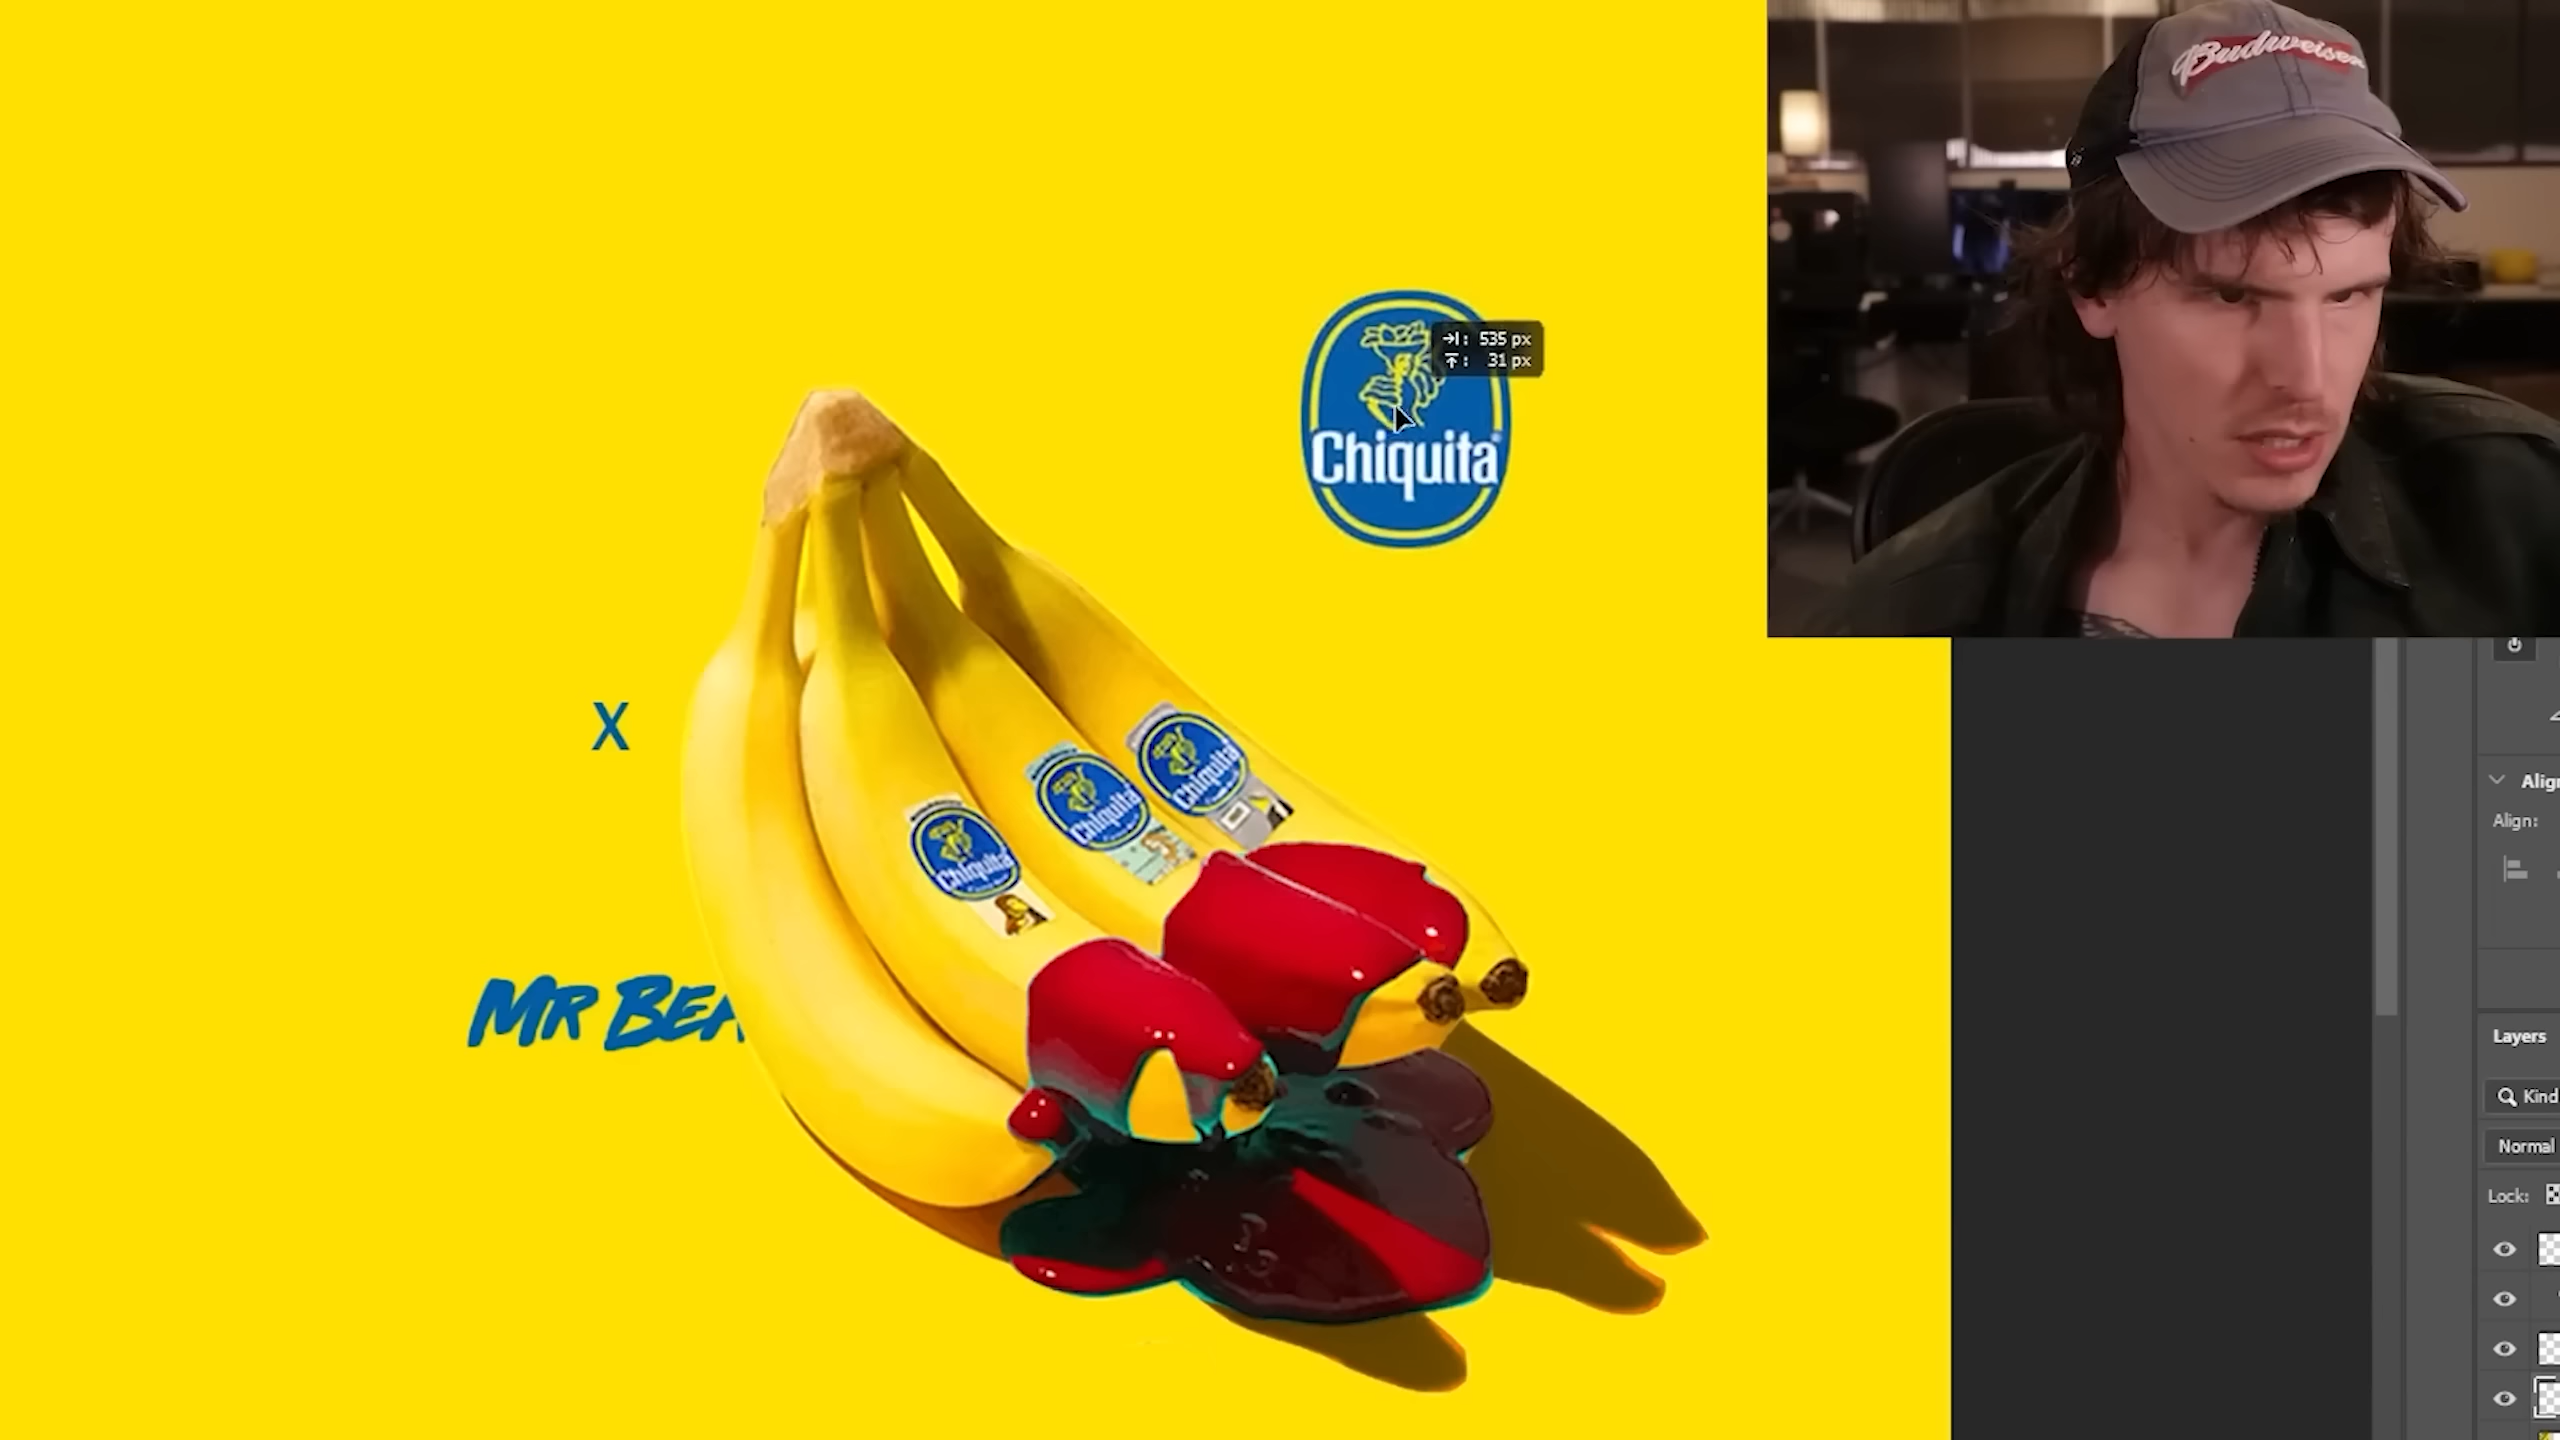 Budweiser
Chiquita®
→|: 535 px
31 px
X
Chiquita
Chiquita
Chiquita
MR BEA
Align
Align:
Layers
Kind
Normal
Lock: